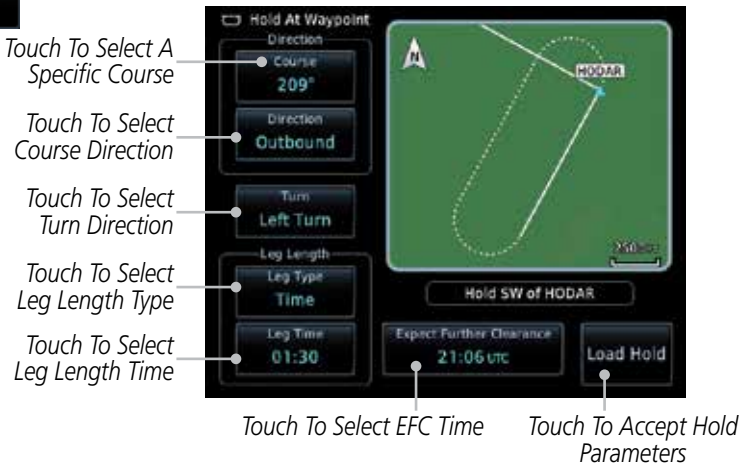 Hold At Waypoint
Touch To Select A
Specific Course
Direction
Course
209°
Touch To Select
Course Direction
Direction
Outbound
Touch To Select
Turn Direction
Turn
Left Turn
Leg Length
Touch To Select
Leg Length Type
Leg Type
Time
Touch To Select
Leg Length Time
Leg Time
01:30
N
HODAR
Hold SW of HODAR
Expect Further Clearance
21:06 UTC
Load Hold
Touch To Select EFC Time
Touch To Accept Hold
Parameters